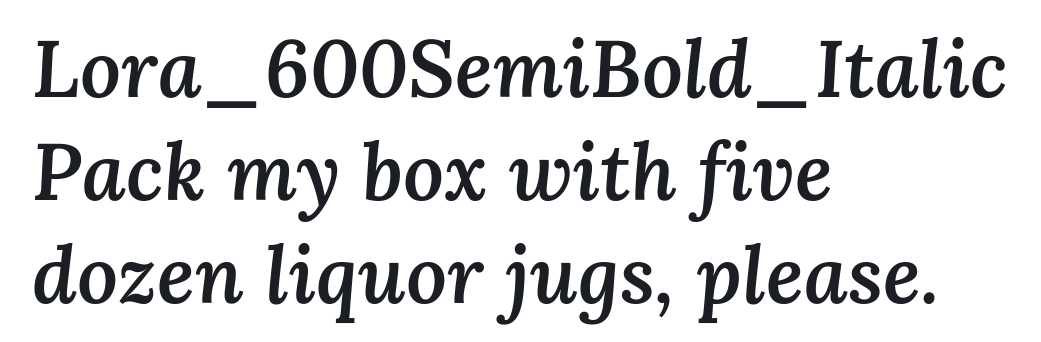 Lora_600SemiBold_Italic
Pack my box with five
dozen liquor jugs, please.